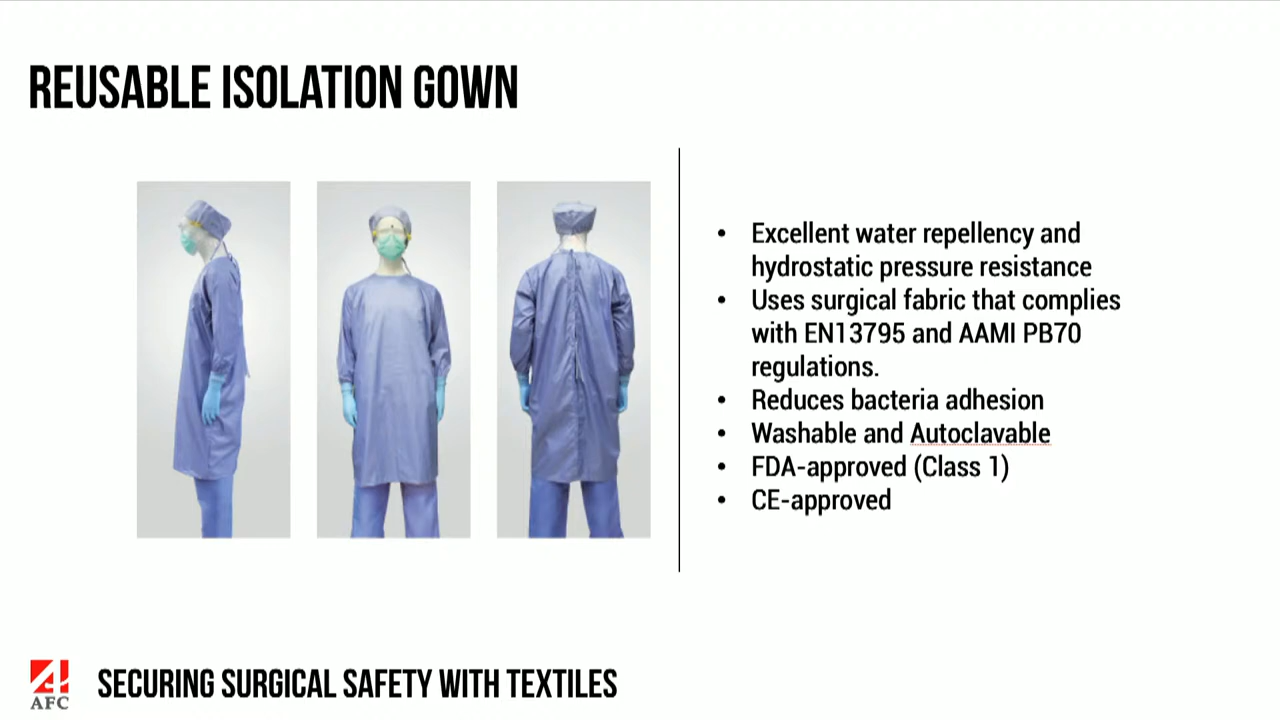 REUSABLE ISOLATION GOWN
• Excellent water repellency and
hydrostatic pressure resistance
• Uses surgical fabric that complies
with EN13795 and AAMI PB70
regulations.
• Reduces bacteria adhesion
• Washable and Autoclavable
• FDA-approved (Class 1)
• CE-approved
AFC
SECURING SURGICAL SAFETY WITH TEXTILES